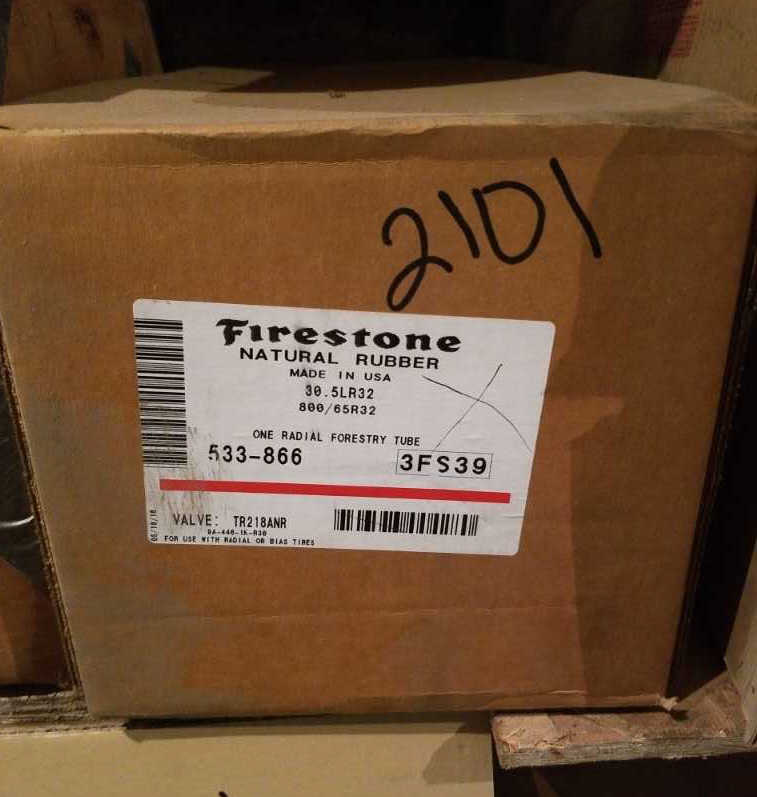 2101
Firestone
NATURAL RUBBER
MADE IN USA
30.5LR32
800/65R32
ONE RADIAL FORESTRY TUBE
533-866
3FS39
VALVE: TR218ANR
FOR USE WITH RADIAL OR BIAS TIRES